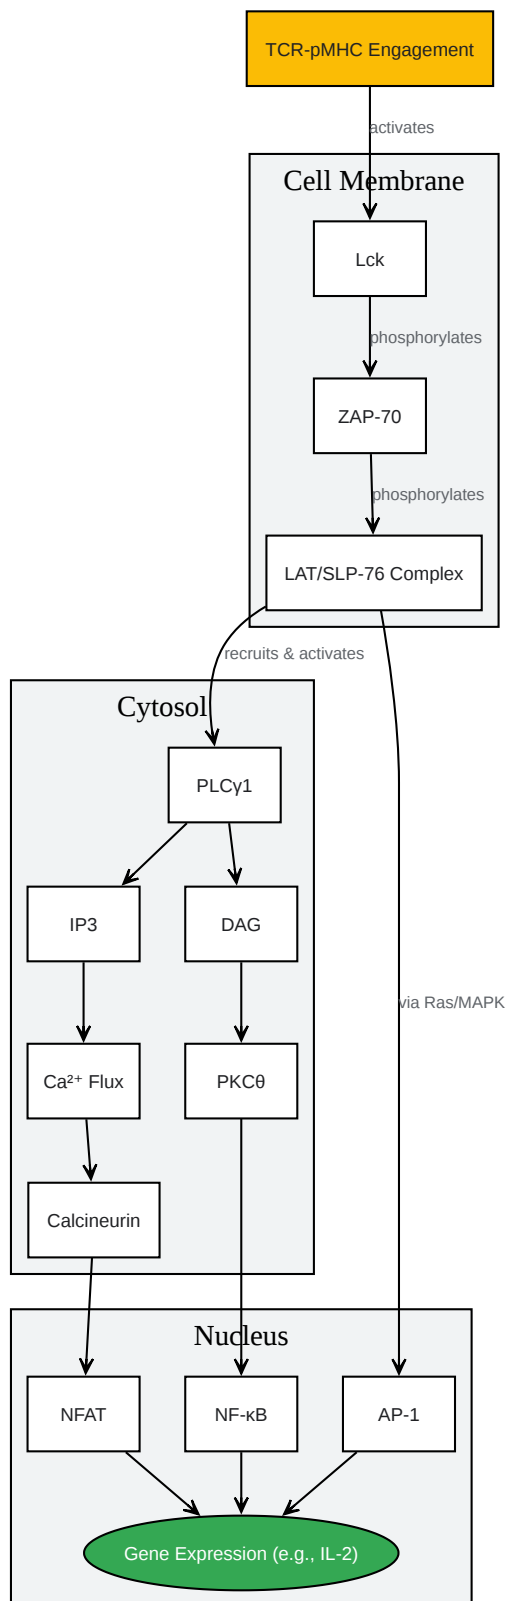 TCR-pMHC Engagement
activates
Cell Membrane
Lck
phosphorylates
ZAP-70
phosphorylates
LAT/SLP-76 Complex
recruits & activates
Cytosol
PLCγ1
IP3
DAG
via Ras/MAPK
Ca²⁺ Flux
PKCθ
Calcineurin
Nucleus
NFAT
NF-κB
AP-1
Gene Expression (e.g., IL-2)